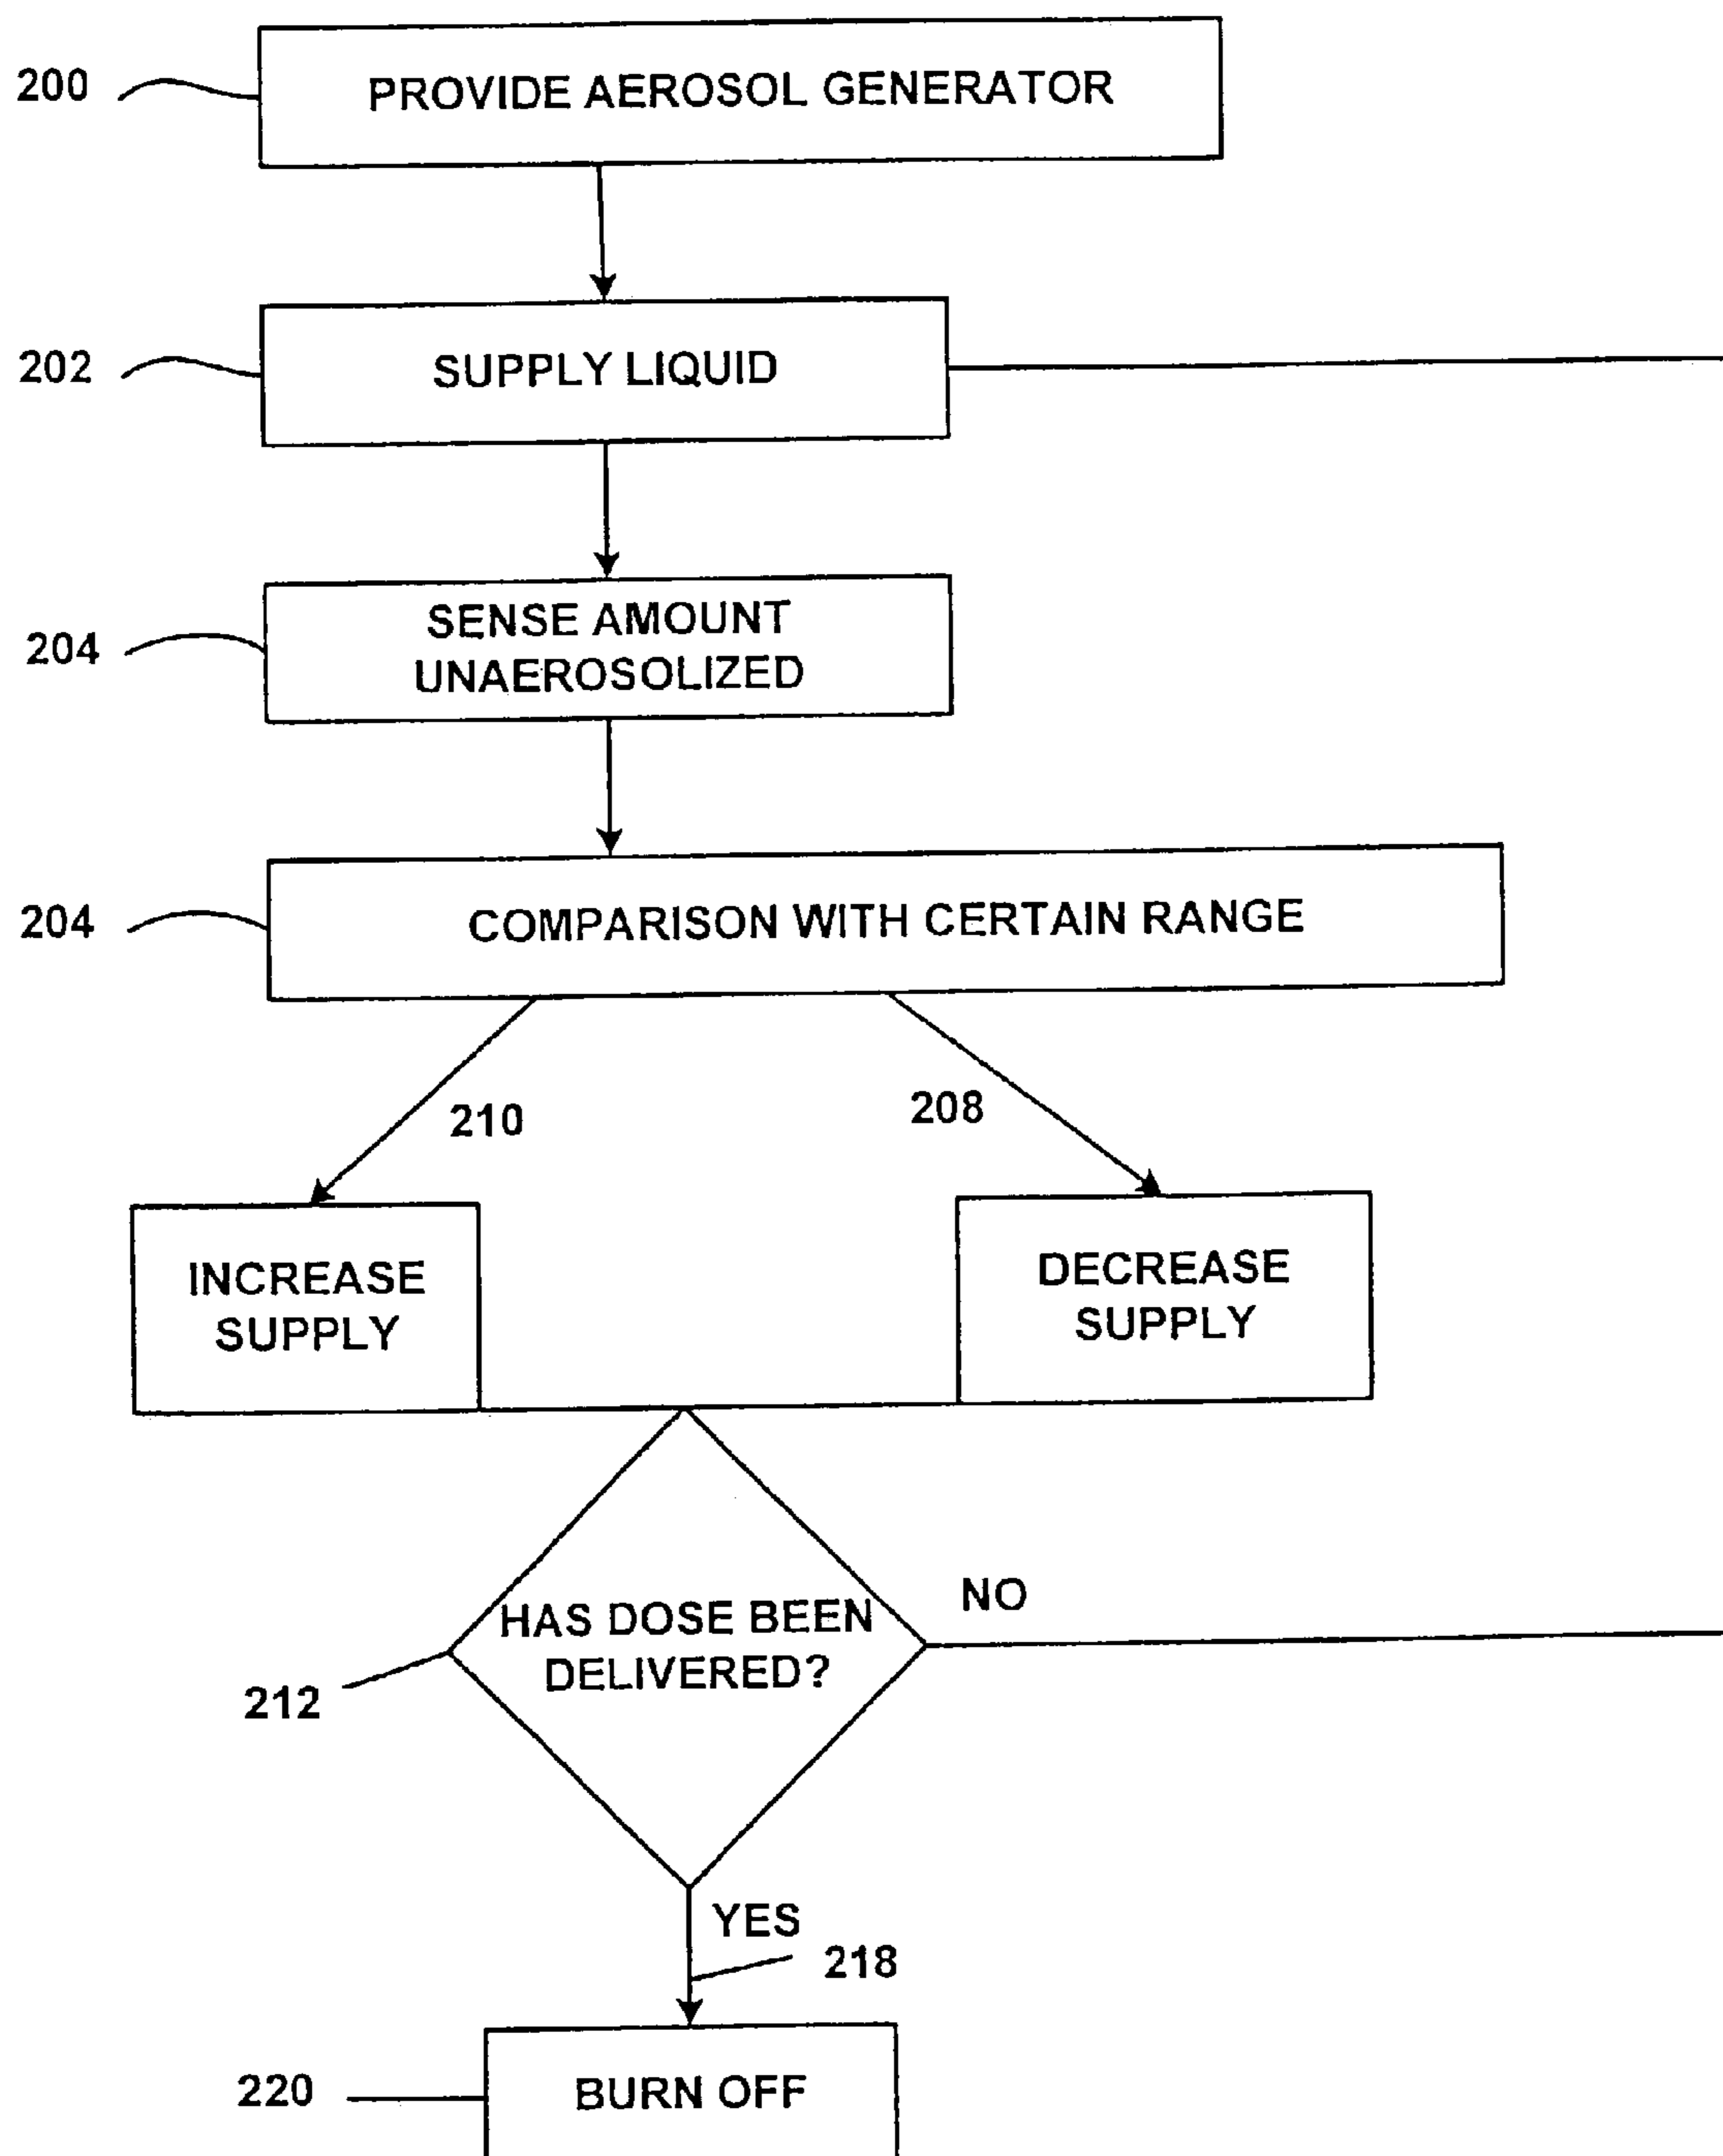 200
PROVIDE AEROSOL GENERATOR
202
SUPPLY LIQUID
204
SENSE AMOUNT
UNAEROSOLIZED
204
COMPARISON WITH CERTAIN RANGE
210
208
INCREASE
SUPPLY
DECREASE
SUPPLY
HAS DOSE BEEN
DELIVERED?
NO
212
YES
218
220
BURN OFF